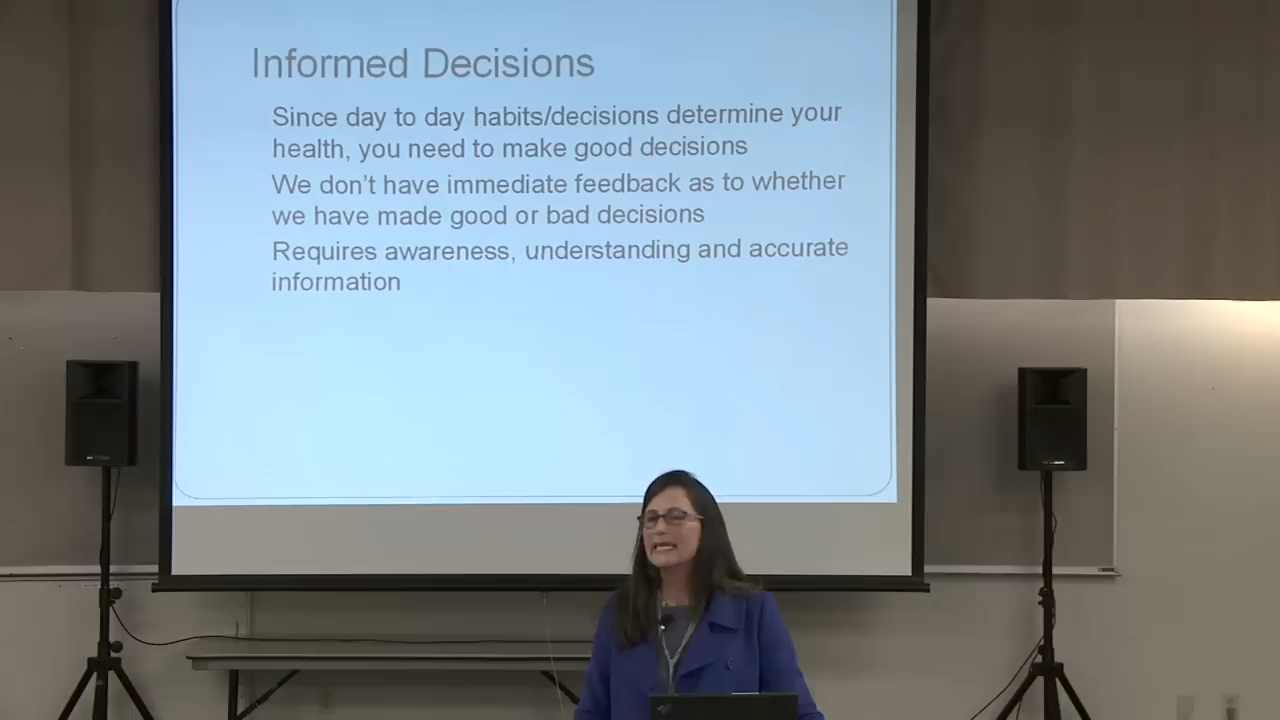 Informed Decisions
Since day to day habits/decisions determine your
health, you need to make good decisions
We don't have immediate feedback as to whether
we have made good or bad decisions
Requires awareness, understanding and accurate
information